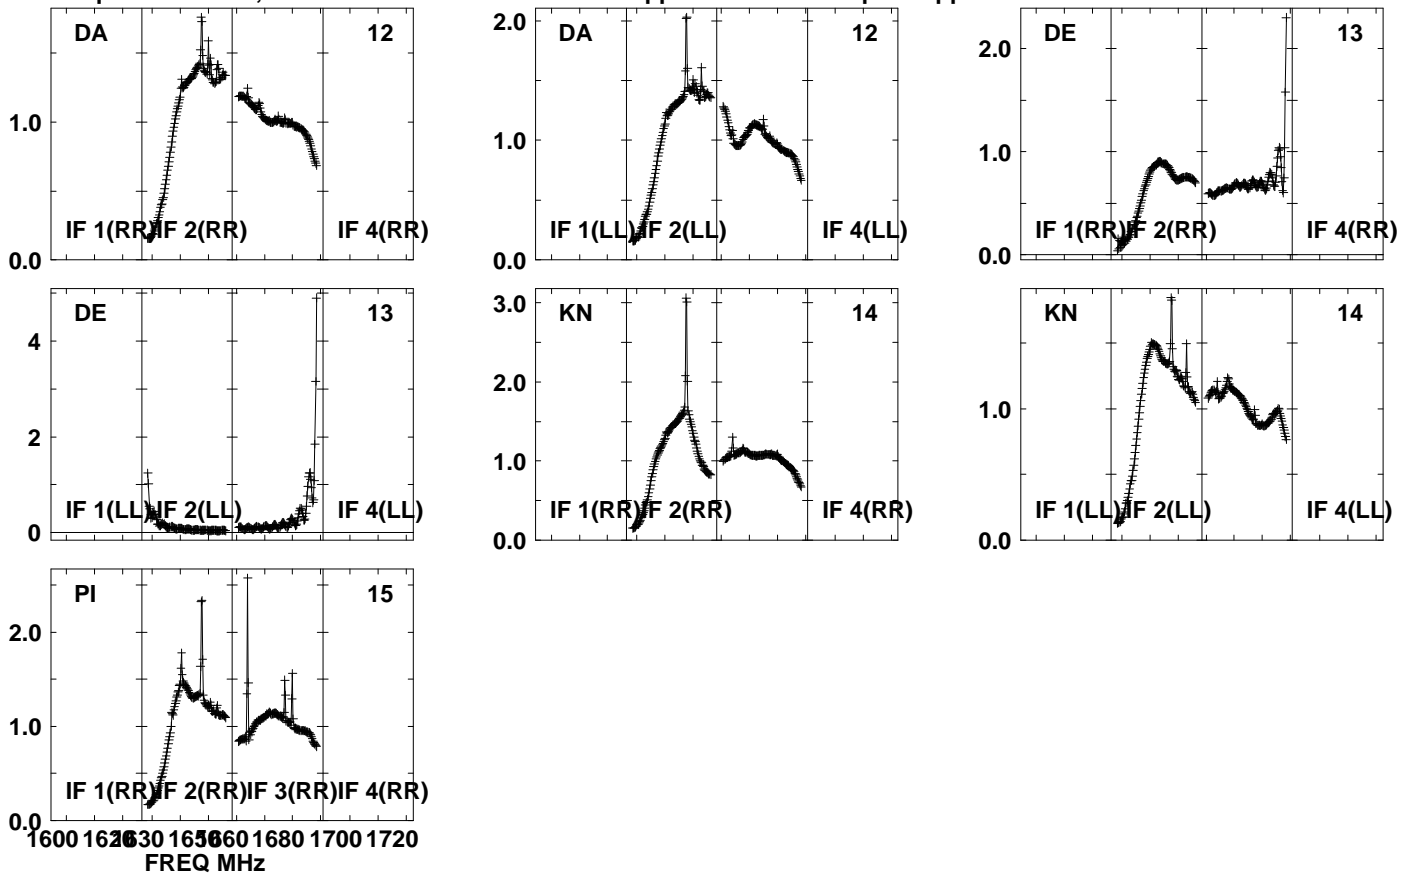 DA 12
1.0
0.0
IF 1(RR) IF 2(RR) IF 4(RR)
DA 12
2.0
1.0
0.0
IF 1(LL) IF 2(LL) IF 4(LL)
DE 13
2.0
1.0
0.0
IF 1(RR) IF 2(RR) IF 4(RR)
DE 13
4
2
0
IF 1(LL) IF 2(LL) IF 4(LL)
KN 14
3.0
2.0
1.0
0.0
IF 1(RR) IF 2(RR) IF 4(RR)
KN 14
1.0
0.0
IF 1(LL) IF 2(LL) IF 4(LL)
PI 15
2.0
1.0
0.0
IF 1(RR) IF 2(RR) IF 3(RR) IF 4(RR)
1600 1630 1660 1680 1700 1720
FREQ MHz